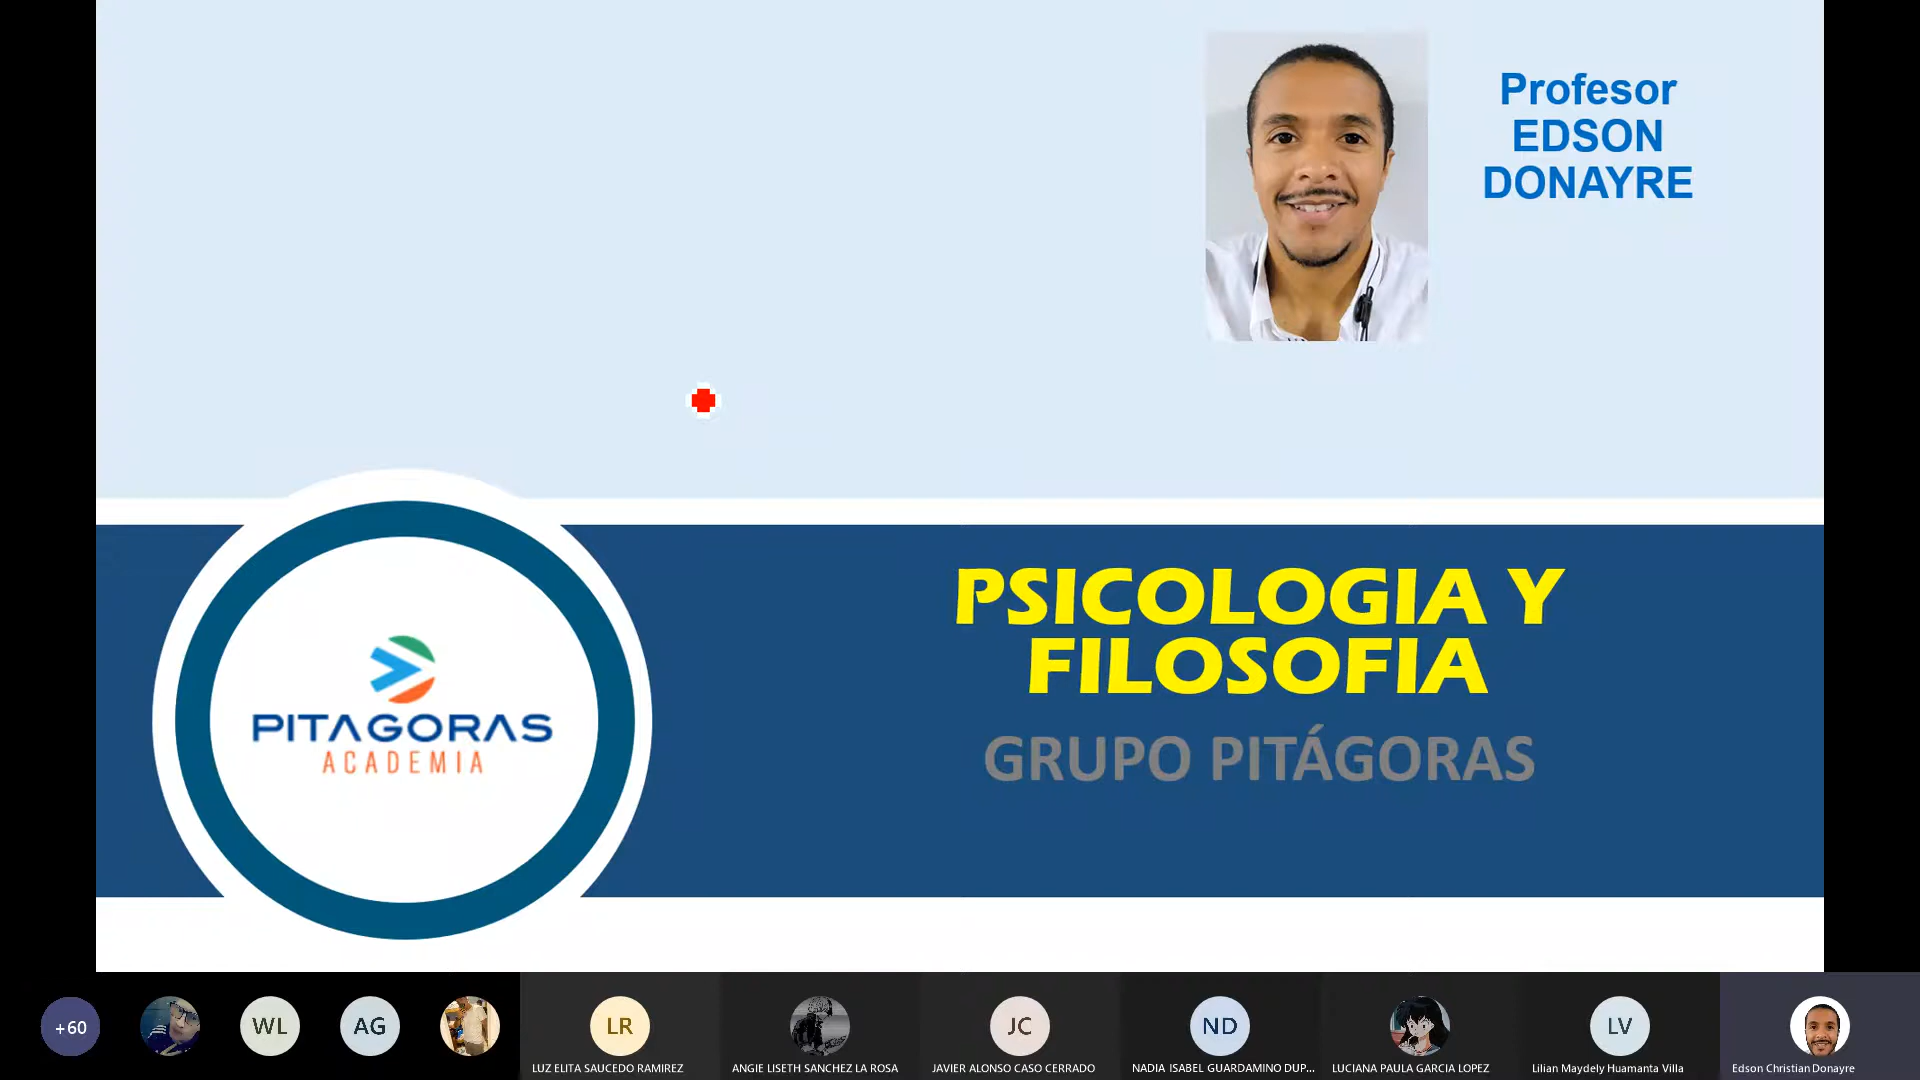 Profesor
EDSON
DONAYRE
PSICOLOGIA Y
FILOSOFIA
GRUPO PITÁGORAS
PITAGORAS
ACADEMIA
+60
WL
AG
LR
JC
ND
LV
LUZ ELITA SAUCEDO RAMIREZ
ANGIE LISETH SANCHEZ LA ROSA
JAVIER ALONSO CASO CERRADO
NADIA ISABEL GUARDAMINO DUP...
LUCIANA PAULA GARCIA LOPEZ
Lilian Maydely Huamanta Villa
Edson Christian Donayre